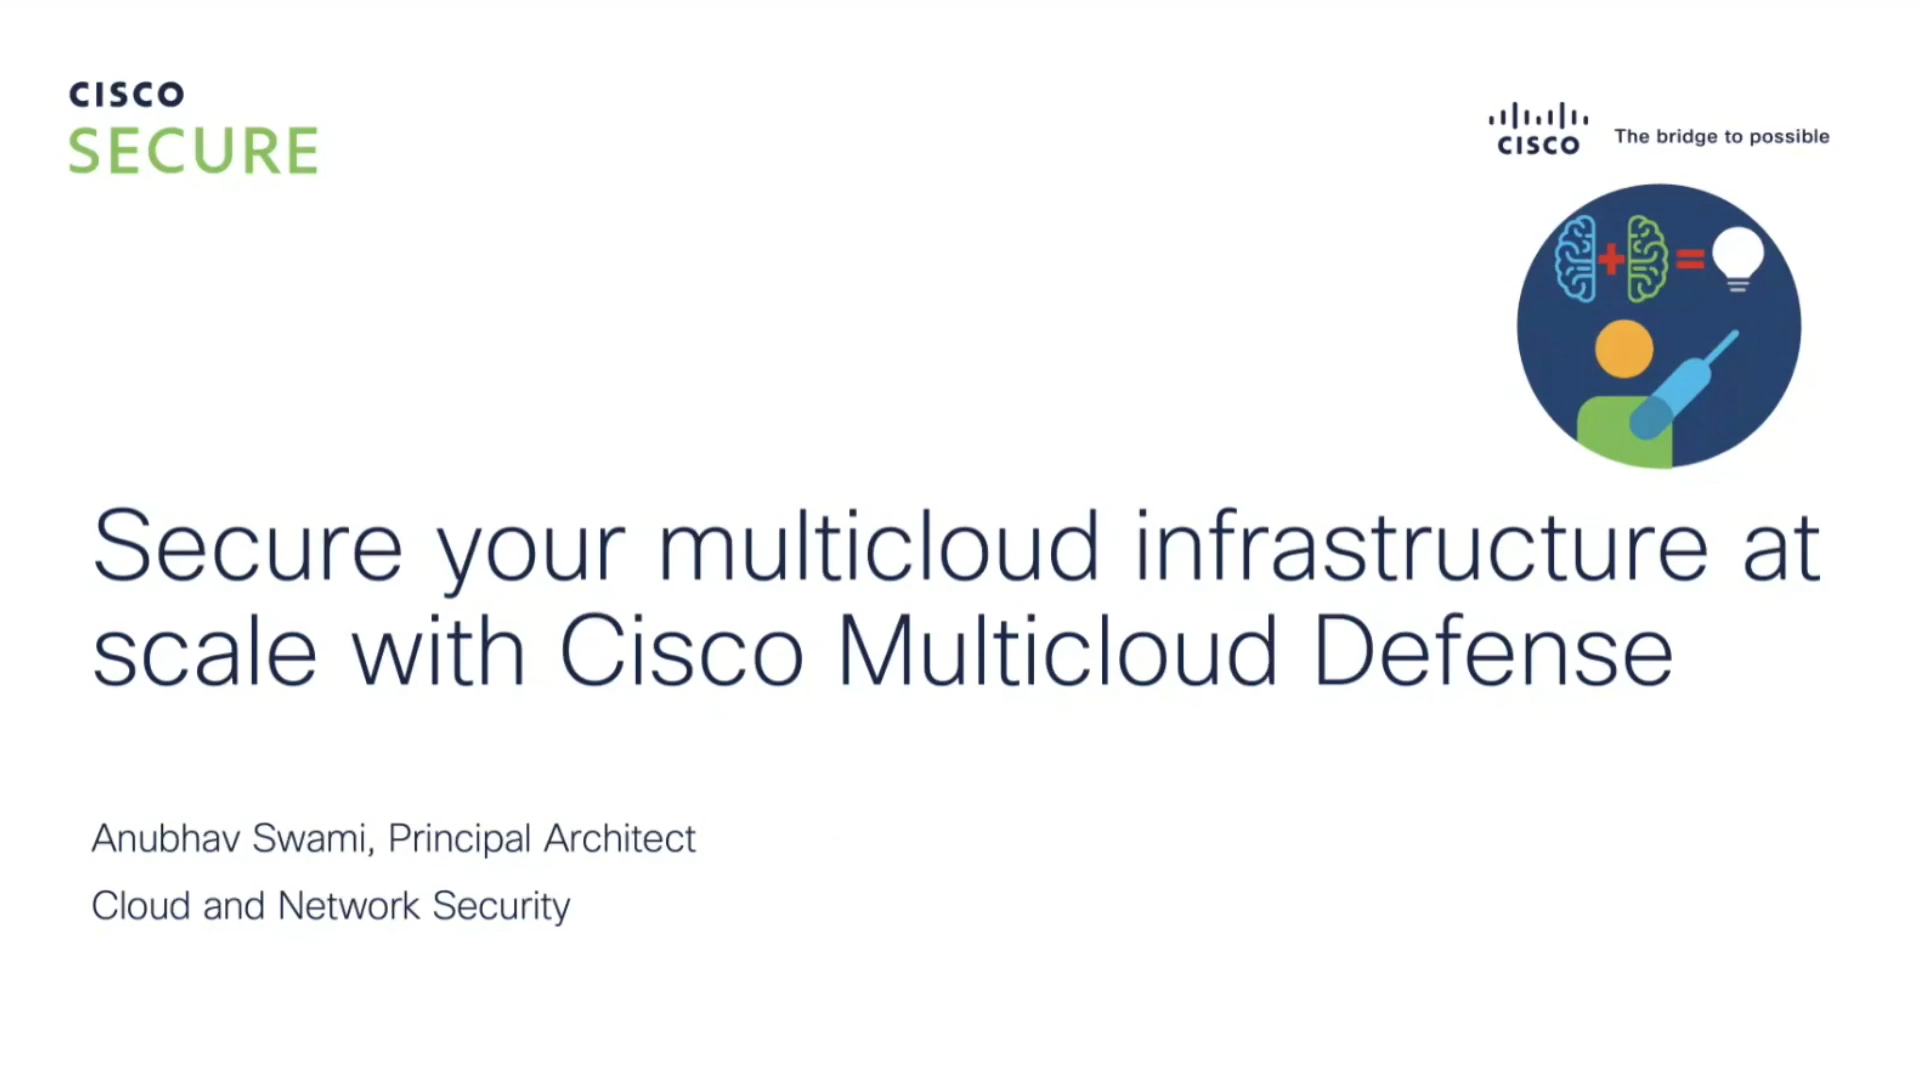 CISCO
SECURE
CISCO
The bridge to possible
Secure your multicloud infrastructure at
scale with Cisco Multicloud Defense
Anubhav Swami, Principal Architect
Cloud and Network Security